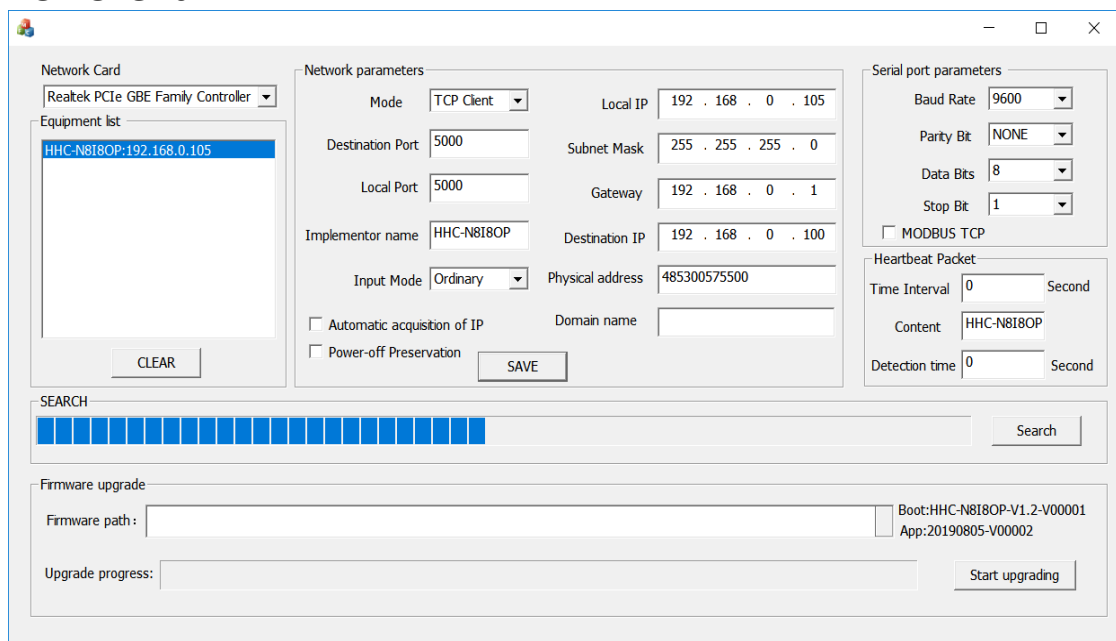 Network Card
Realtek PCIe GBE Family Controller
Equipment list
HHC-N8I8OP:192.168.0.105
CLEAR
Network parameters
Mode TCP Client
Destination Port 5000
Local Port 5000
Implementor name HHC-N8I8OP
Input Mode Ordinary
Automatic acquisition of IP
Power-off Preservation
SAVE
Local IP 192 . 168 . 0 . 105
Subnet Mask 255 . 255 . 255 . 0
Gateway 192 . 168 . 0 . 1
Destination IP 192 . 168 . 0 . 100
Physical address 485300575500
Domain name
Serial port parameters
Baud Rate 9600
Parity Bit NONE
Data Bits 8
Stop Bit 1
MODBUS TCP
Heartbeat Packet
Time Interval 0 Second
Content HHC-N8I8OP
Detection time 0 Second
SEARCH
Search
Firmware upgrade
Firmware path:
Boot:HHC-N8I8OP-V1.2-V00001
App:20190805-V00002
Upgrade progress:
Start upgrading